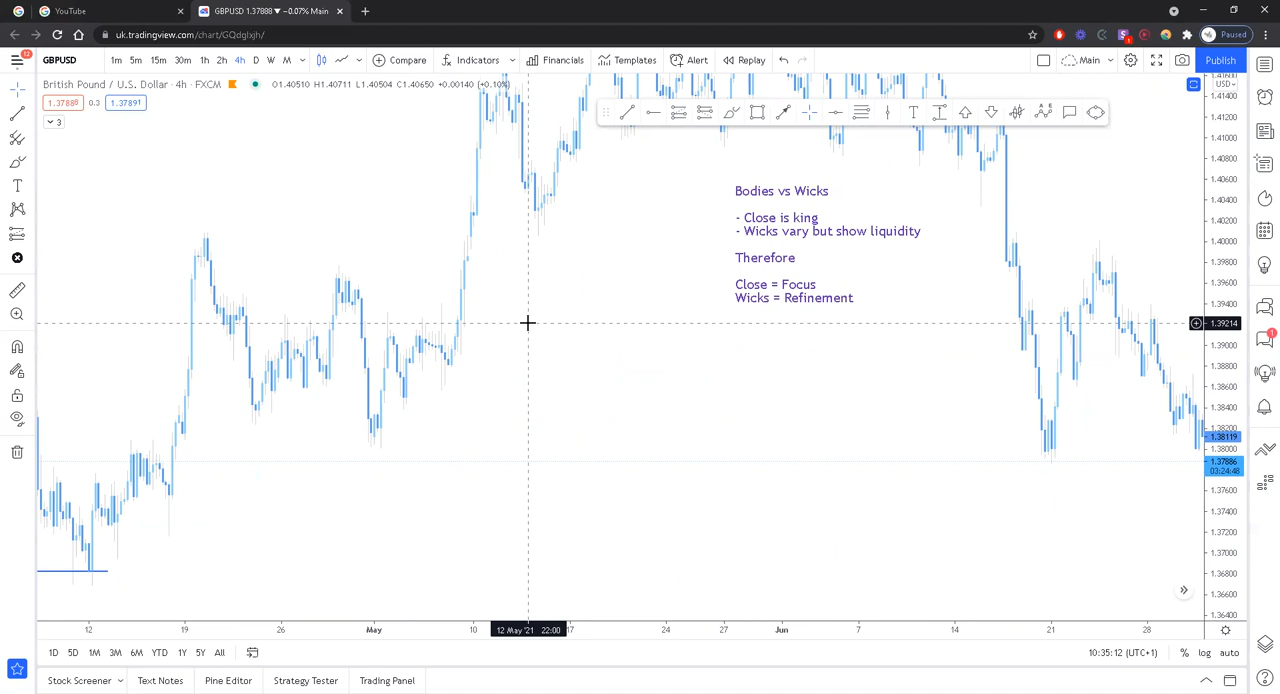 YouTube
GBPUSD 1.37888 ▼ −0.07% Main
uk.tradingview.com/chart/GQdglxjh/
Paused
GBPUSD
1m 5m 15m 30m 1h 2h 4h D W M
Compare
Indicators
Financials
Templates
Alert
Replay
Main
Publish
British Pound / U.S. Dollar · 4h · FXCM
O1.40510 H1.40711 L1.40504 C1.40650 +0.00140 (+0.10%)
1.37888
0.3
1.37891
3
USD
Bodies vs Wicks
- Close is king
- Wicks vary but show liquidity
Therefore
Close = Focus
Wicks = Refinement
1.41600
1.41400
1.41200
1.41000
1.40800
1.40600
1.40400
1.40200
1.40000
1.39800
1.39600
1.39400
1.39214
1.39000
1.38800
1.38600
1.38400
1.38200
1.38119
1.38000
1.37886
03:24:48
1.37600
1.37400
1.37200
1.37000
1.36800
1.36600
1.36400
12 19 26 May 10 12 May '21 22:00 17 24 27 Jun 7 14 21 28
1D 5D 1M 3M 6M YTD 1Y 5Y All
10:35:12 (UTC+1)
% log auto
Stock Screener
Text Notes
Pine Editor
Strategy Tester
Trading Panel